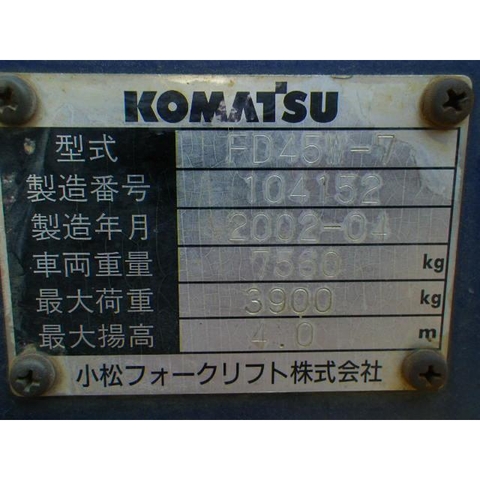 KOMATSU
型式 FD45W-7
製造番号 104152
製造年月 2002-04
車両重量 7360 kg
最大荷重 3900 kg
最大揚高 4.0 m
小松フォークリフト株式会社